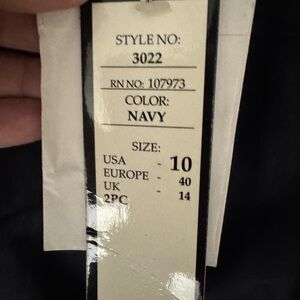 STYLE NO:
3022
RN NO: 107973
COLOR:
NAVY
SIZE:
USA - 10
EUROPE - 40
UK - 14
2PC